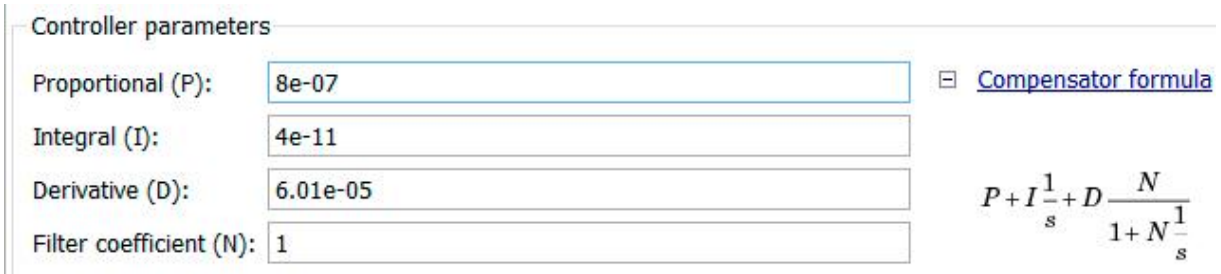 Controller parameters
Proportional (P): 8e-07
Compensator formula
Integral (I): 4e-11
Derivative (D): 6.01e-05
Filter coefficient (N): 1
P + I 1/s + D N/(1 + N 1/s)